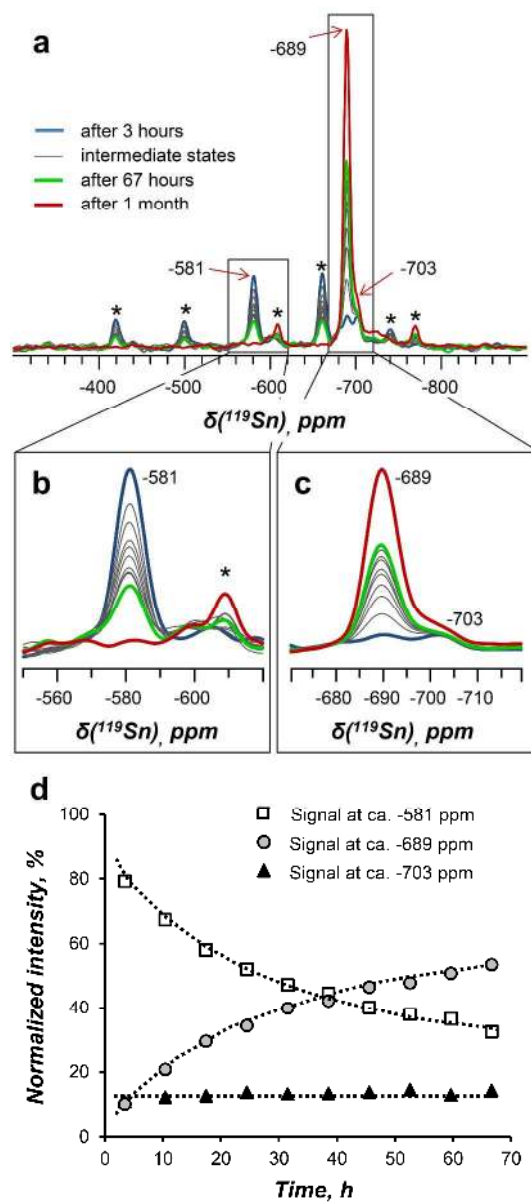 a
-689
after 3 hours
intermediate states
after 67 hours
after 1 month
-581
-703
* * * * * *
-400 -500 -600 -700 -800
δ(¹¹⁹Sn), ppm
b
-581
*
-560 -580 -600
δ(¹¹⁹Sn), ppm
c
-689
-703
-680 -690 -700 -710
δ(¹¹⁹Sn), ppm
d
Signal at ca. -581 ppm
Signal at ca. -689 ppm
Signal at ca. -703 ppm
Normalized intensity, %
100
80
60
40
20
0
0 10 20 30 40 50 60 70
Time, h